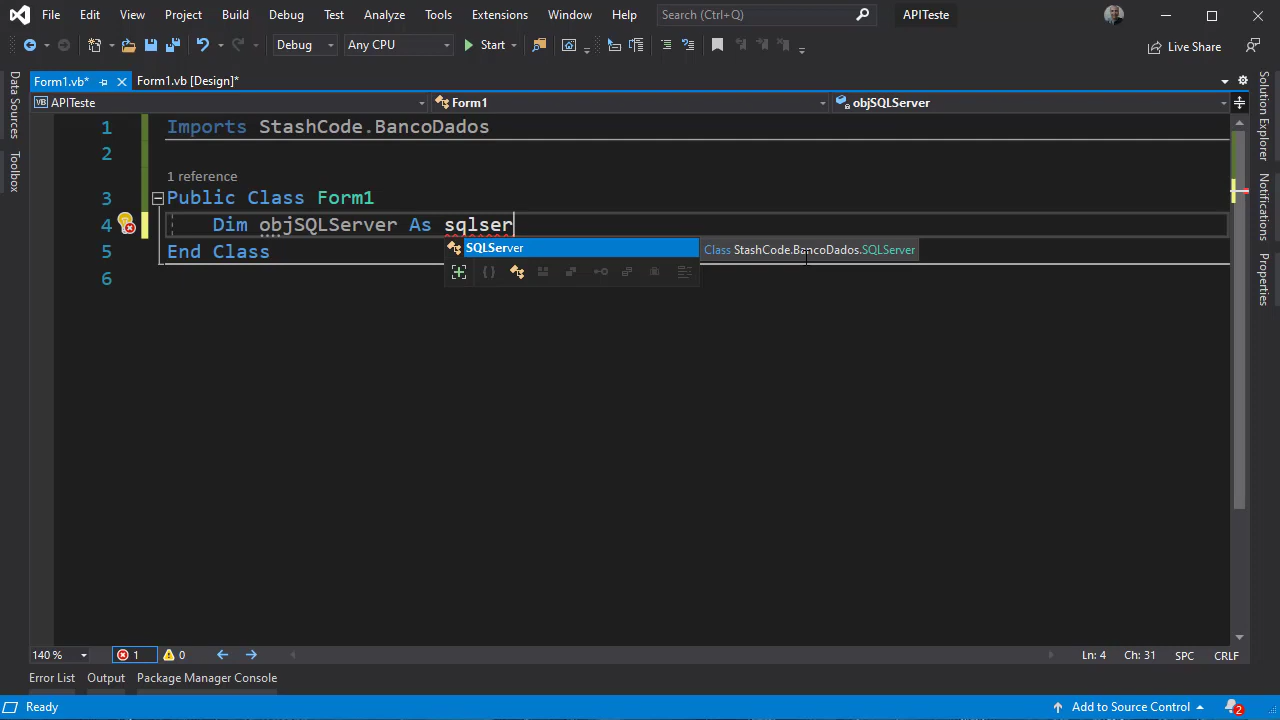 File Edit View Project Build Debug Test Analyze Tools Extensions Window Help Search (Ctrl+Q) APITeste
Debug Any CPU Start Live Share
Form1.vb* Form1.vb [Design]*
VB APITeste Form1 objSQLServer
Data Sources
Toolbox
1 Imports StashCode.BancoDados
2
1 reference
3 Public Class Form1
4 Dim objSQLServer As sqlser
SQLServer Class StashCode.BancoDados.SQLServer
5 End Class
6
Solution Explorer
Notifications
Properties
140 % 1 0 Ln: 4 Ch: 31 SPC CRLF
Error List Output Package Manager Console
Ready Add to Source Control 2